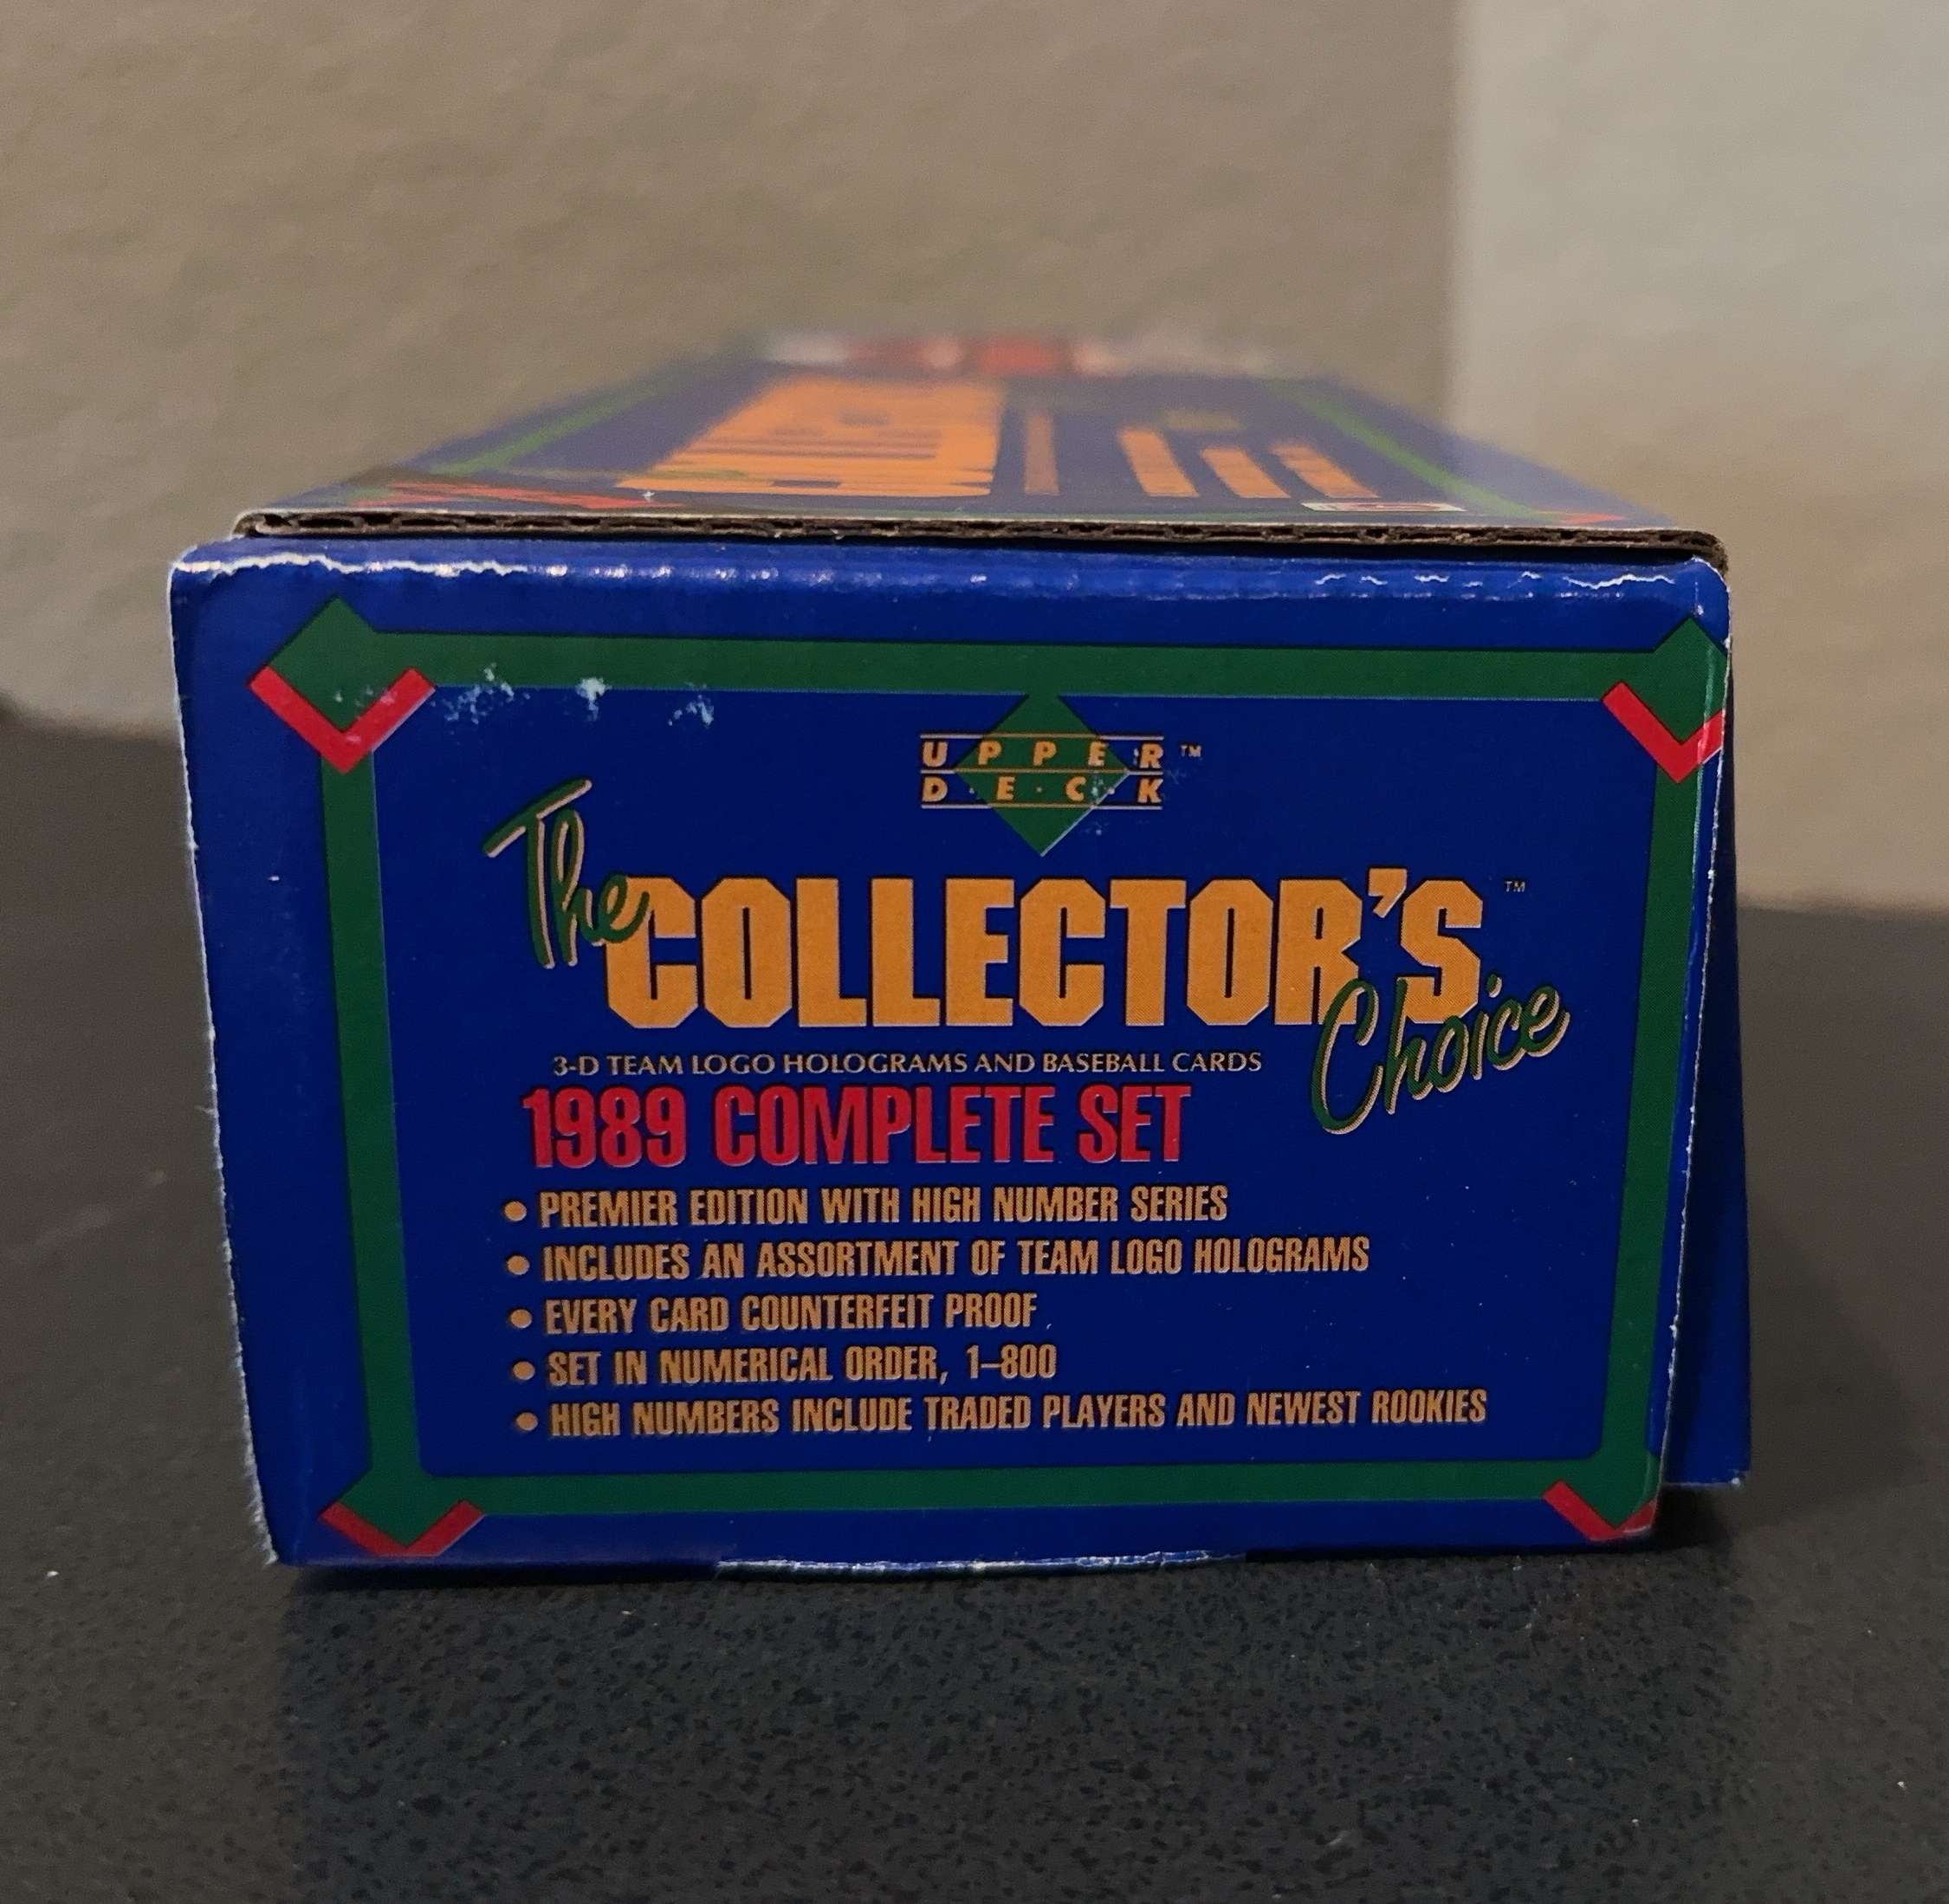 UPPER ™
D·E·C·K
The COLLECTOR'S ™
Choice
3-D TEAM LOGO HOLOGRAMS AND BASEBALL CARDS
1989 COMPLETE SET
• PREMIER EDITION WITH HIGH NUMBER SERIES
• INCLUDES AN ASSORTMENT OF TEAM LOGO HOLOGRAMS
• EVERY CARD COUNTERFEIT PROOF
• SET IN NUMERICAL ORDER, 1–800
• HIGH NUMBERS INCLUDE TRADED PLAYERS AND NEWEST ROOKIES